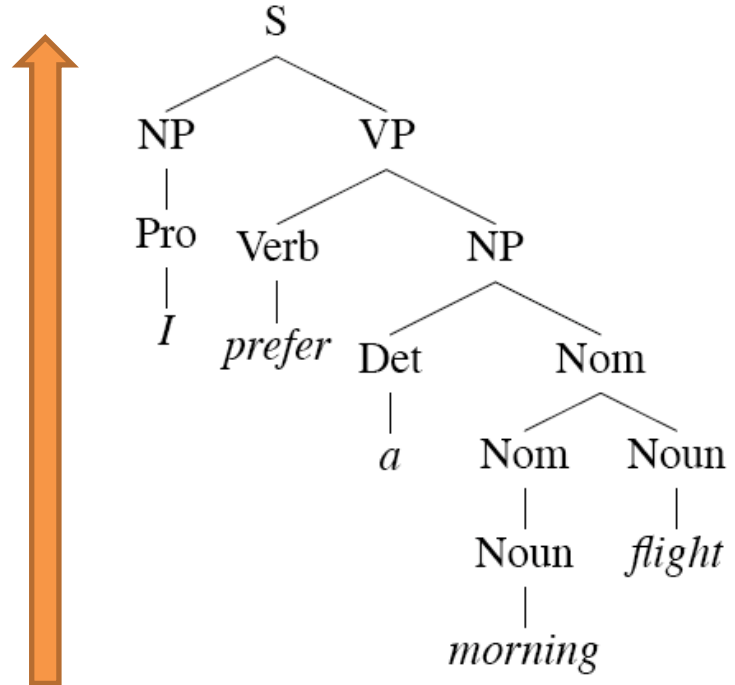 S
NP VP
Pro Verb NP
I prefer Det Nom
a Nom Noun
Noun flight
morning